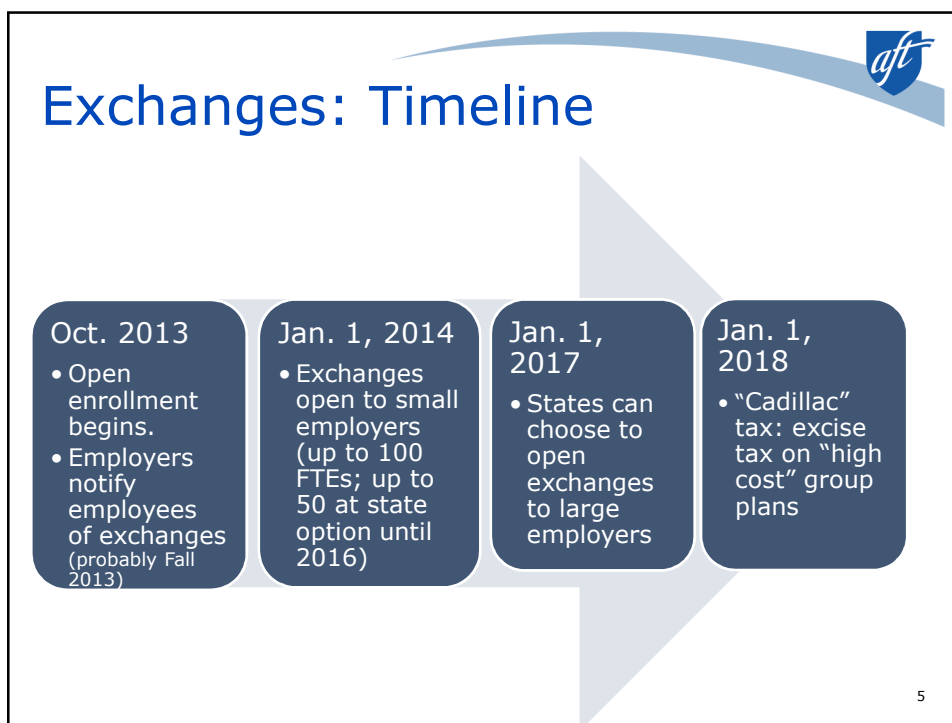 aft
Exchanges: Timeline
Oct. 2013
• Open
enrollment
begins.
• Employers
notify
employees
of exchanges
(probably Fall
2013)
Jan. 1, 2014
• Exchanges
open to small
employers
(up to 100
FTEs; up to
50 at state
option until
2016)
Jan. 1,
2017
• States can
choose to
open
exchanges
to large
employers
Jan. 1,
2018
• “Cadillac”
tax: excise
tax on “high
cost” group
plans
5